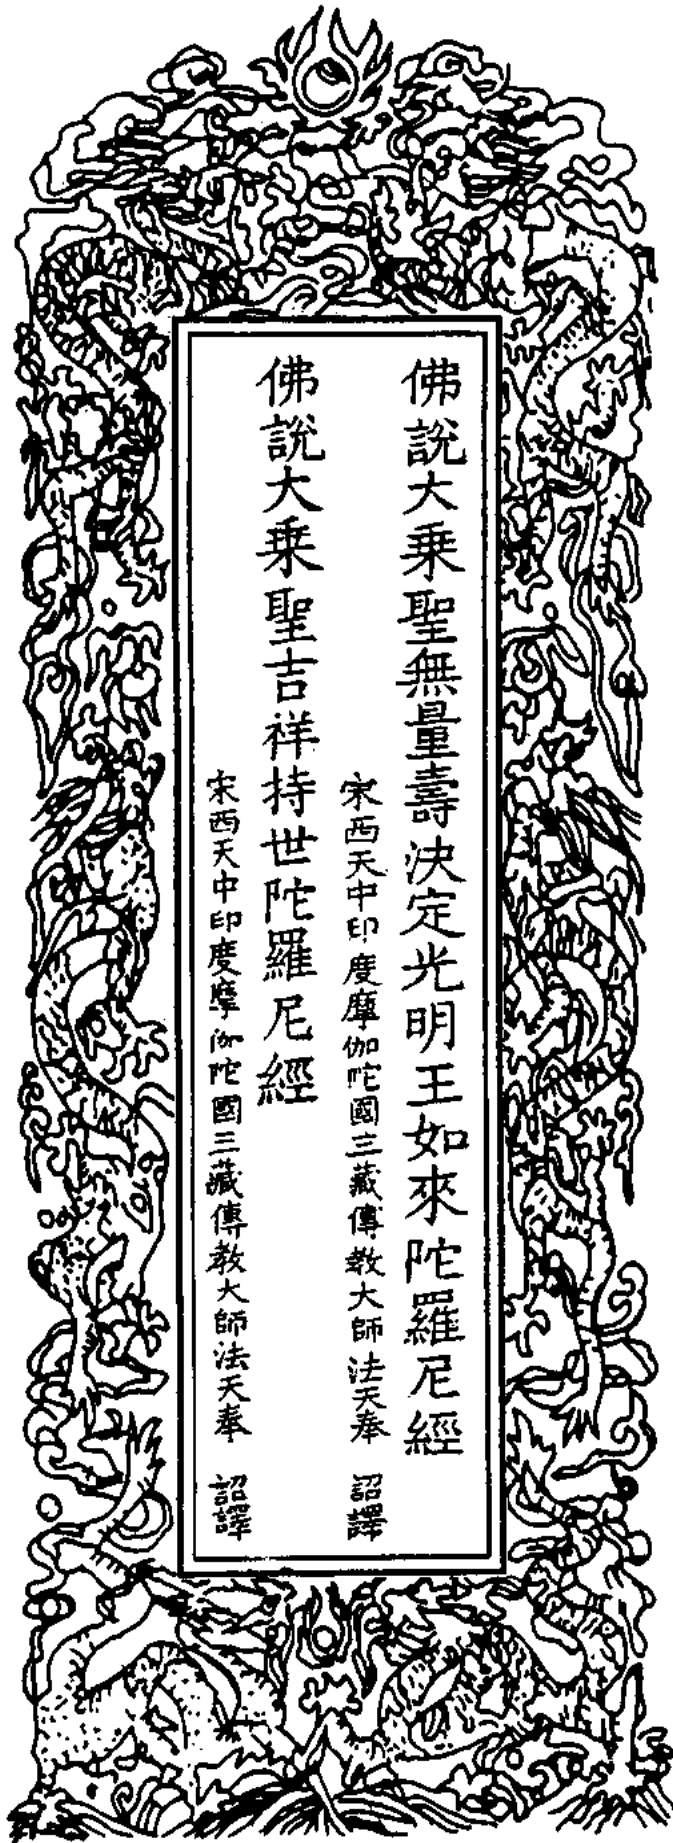 佛說大乗聖無量壽決定光明王如來陀羅尼經
宋西天中印度摩伽陀國三藏傳教大師法天奉　詔譯
佛說大乗聖吉祥持世陀羅尼經
宋西天中印度摩伽陀國三藏傳教大師法天奉　詔譯